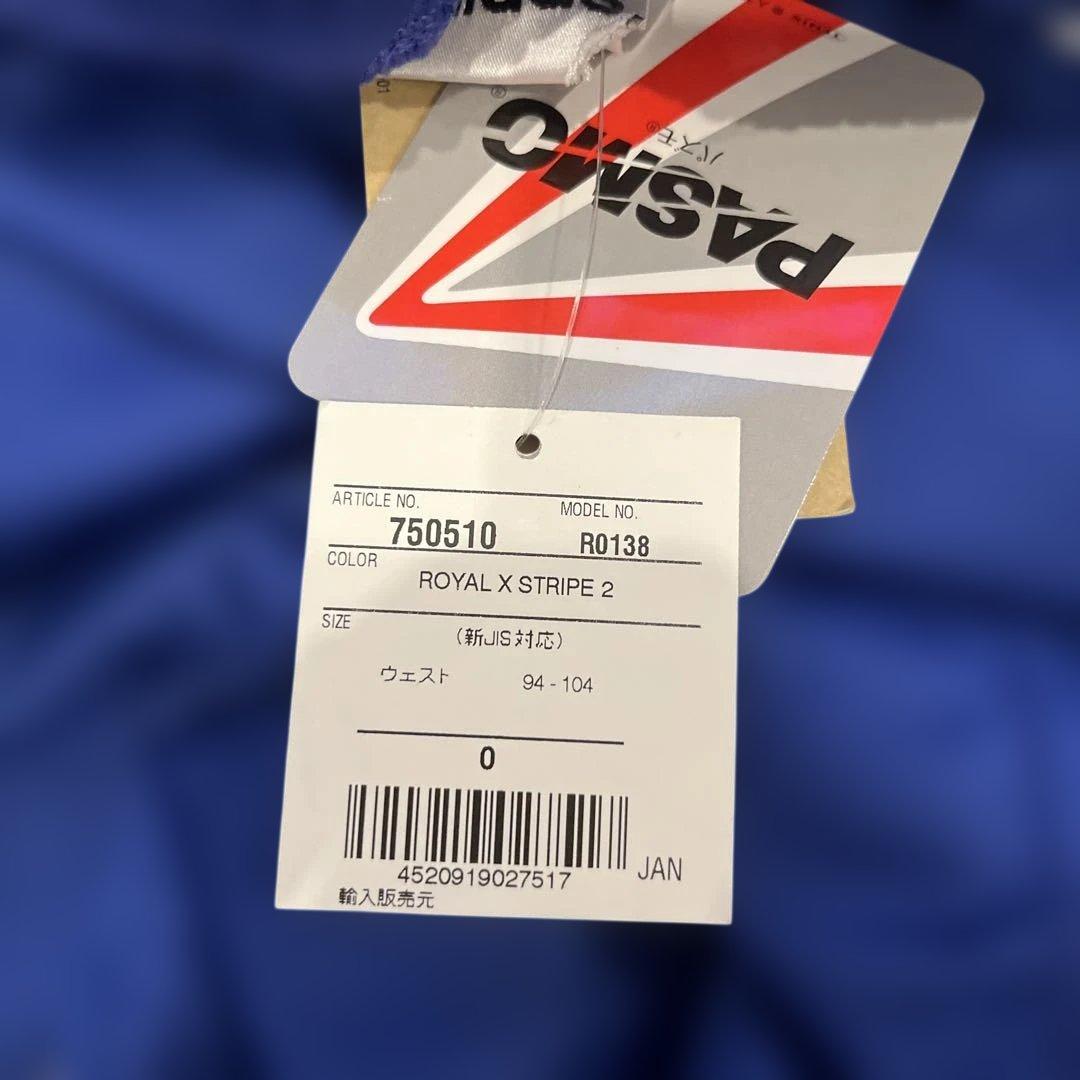 PASMO
パズモ®
ARTICLE NO.
MODEL NO.
750510
R0138
COLOR
ROYAL X STRIPE 2
SIZE
(新JIS対応)
ウェスト 94 - 104
0
4520919027517
JAN
輸入販売元